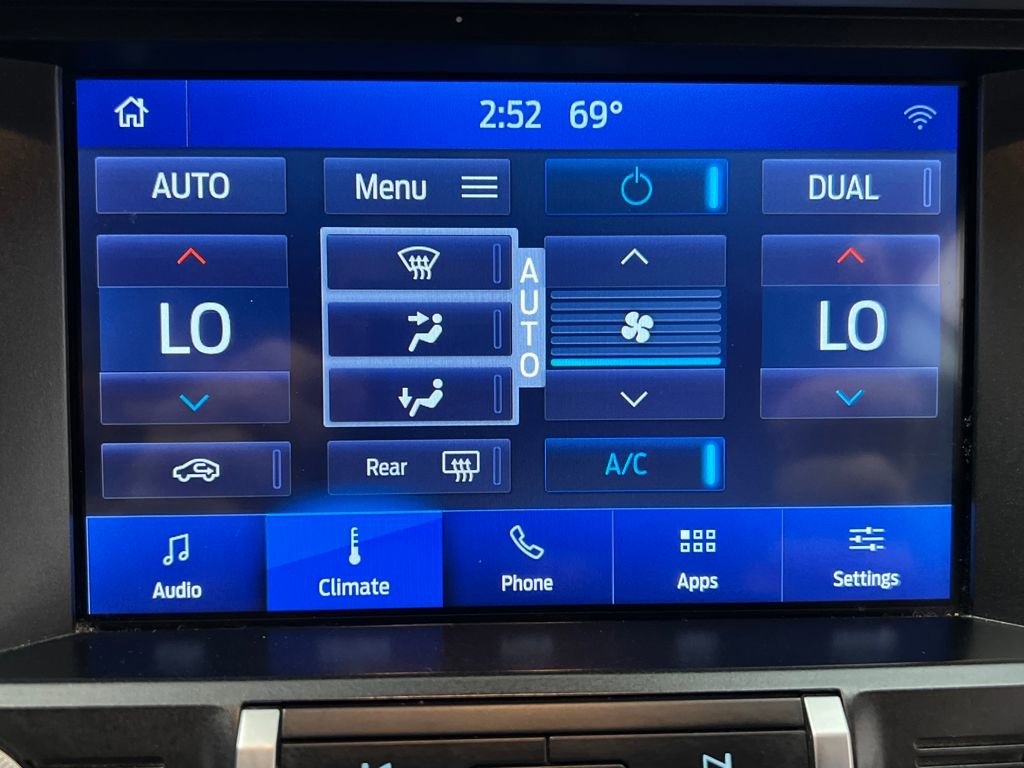 2:52 69°
AUTO
Menu
DUAL
LO
AUTO
LO
Rear
A/C
Audio
Climate
Phone
Apps
Settings